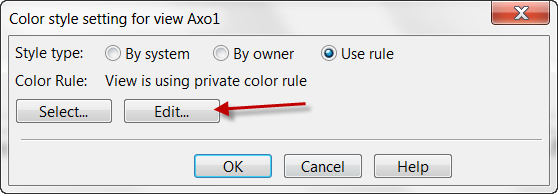 Color style setting for view Axo1
Style type: By system By owner Use rule
Color Rule: View is using private color rule
Select... Edit...
OK Cancel Help